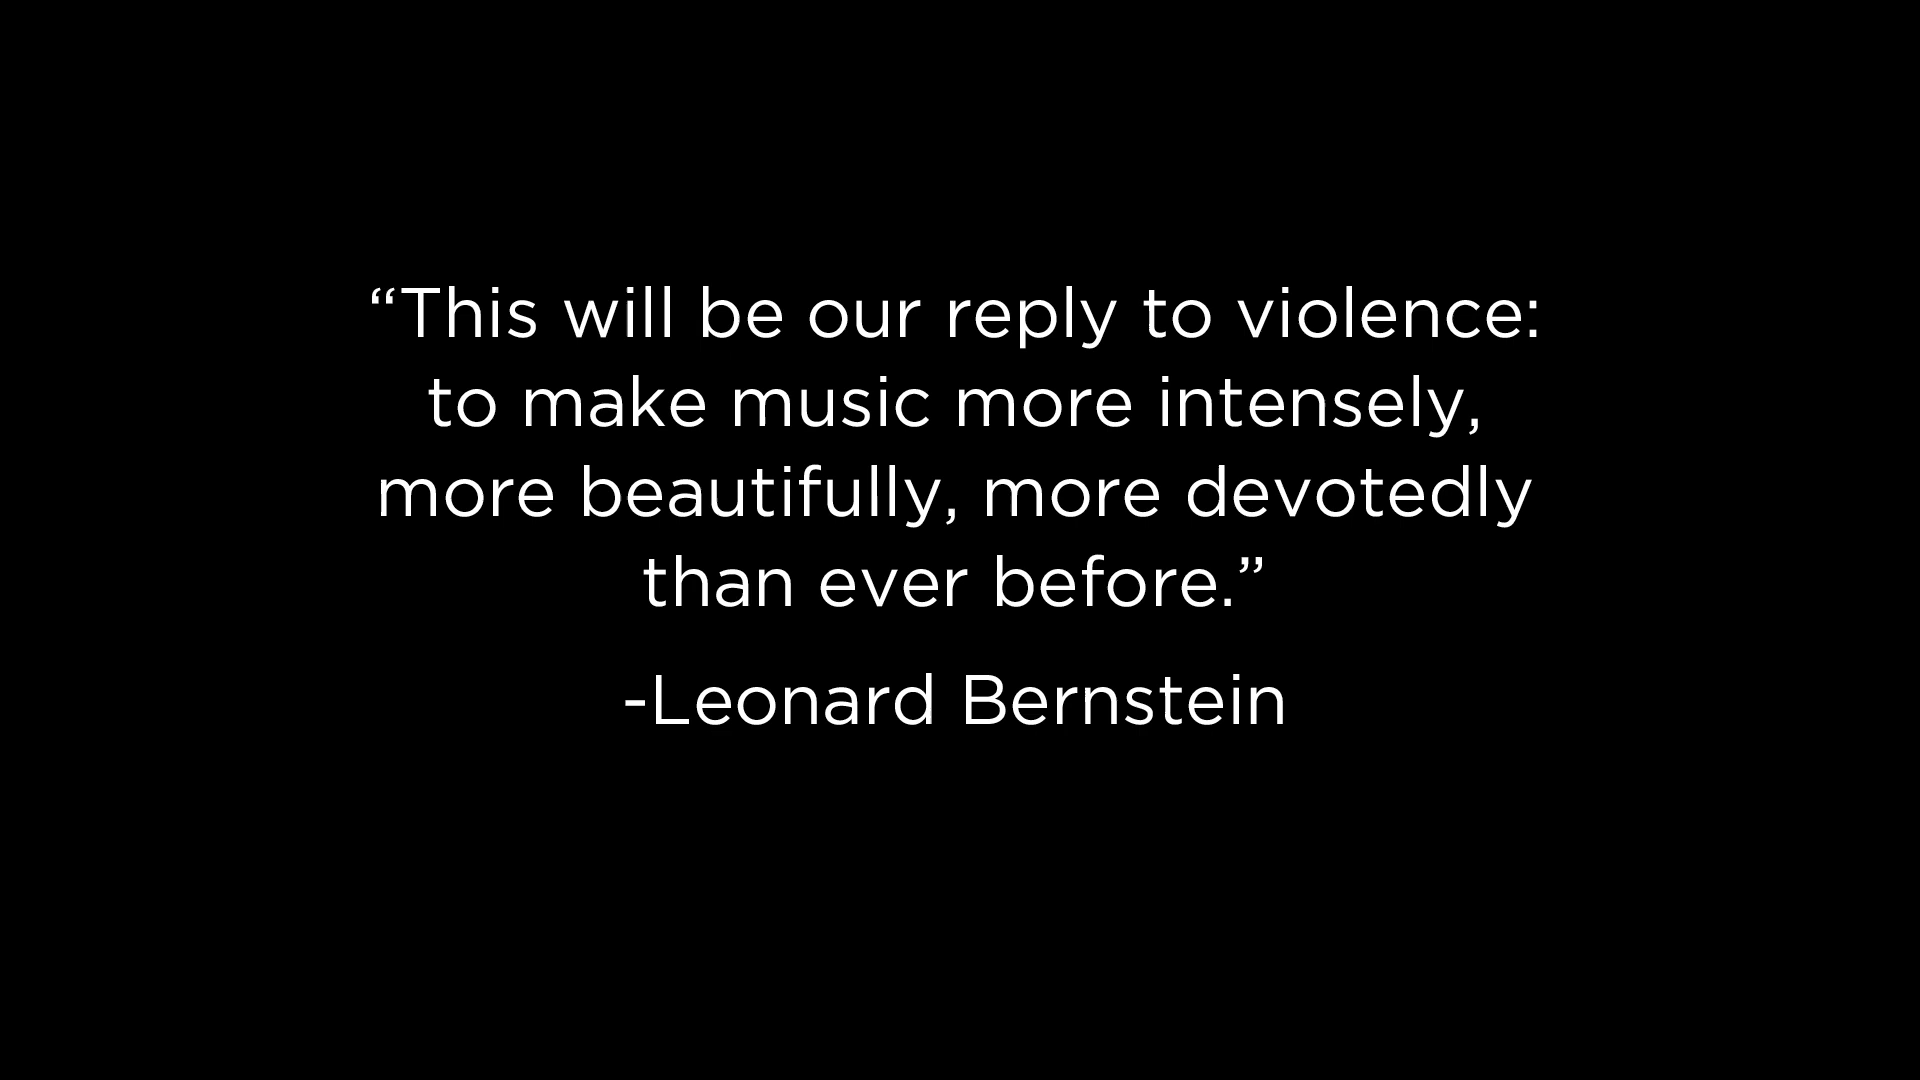 “This will be our reply to violence:
to make music more intensely,
more beautifully, more devotedly
than ever before.”
-Leonard Bernstein